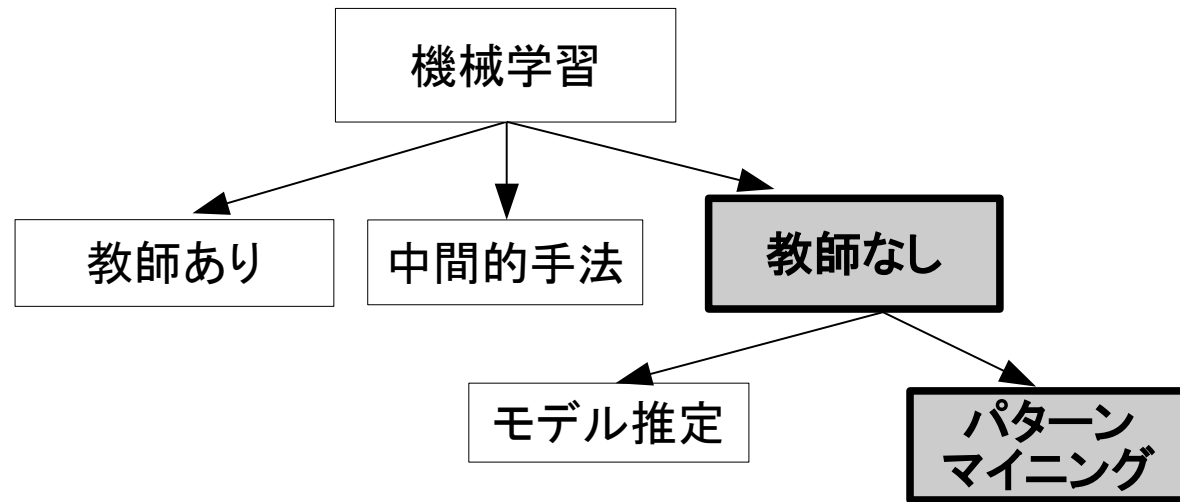 機械学習
教師あり
中間的手法
教師なし
モデル推定
パターン
マイニング